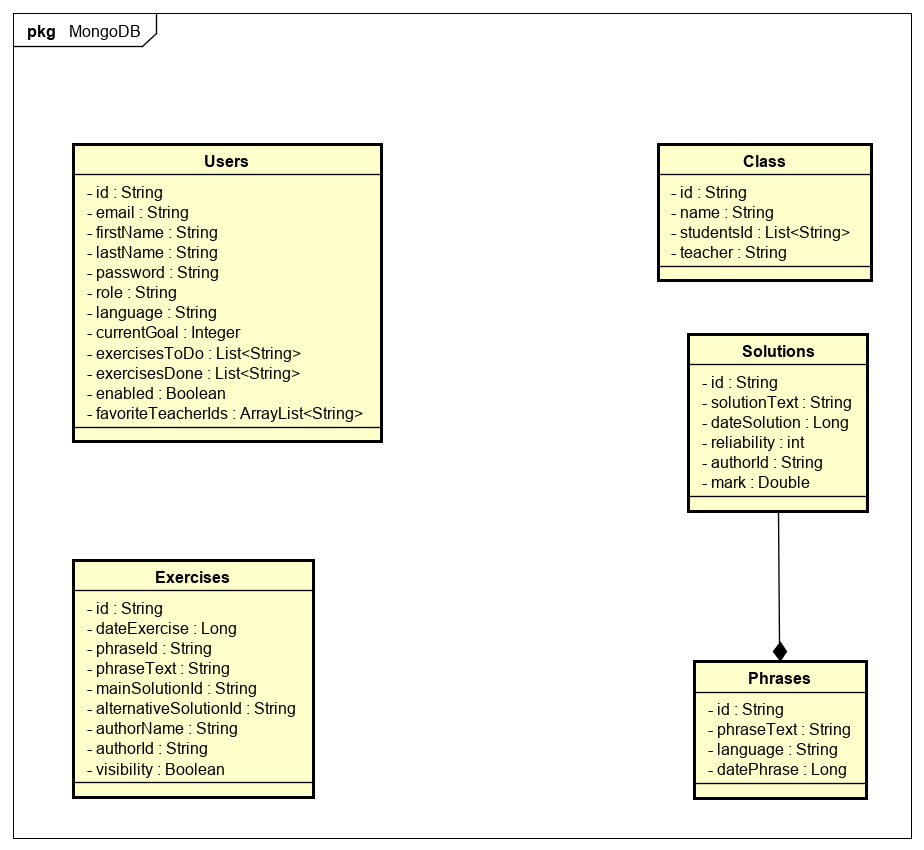 pkg MongoDB
Users
- id : String
- email : String
- firstName : String
- lastName : String
- password : String
- role : String
- language : String
- currentGoal : Integer
- exercisesToDo : List<String>
- exercisesDone : List<String>
- enabled : Boolean
- favoriteTeacherIds : ArrayList<String>
Class
- id : String
- name : String
- studentsId : List<String>
- teacher : String
Solutions
- id : String
- solutionText : String
- dateSolution : Long
- reliability : int
- authorId : String
- mark : Double
Exercises
- id : String
- dateExercise : Long
- phraseId : String
- phraseText : String
- mainSolutionId : String
- alternativeSolutionId : String
- authorName : String
- authorId : String
- visibility : Boolean
Phrases
- id : String
- phraseText : String
- language : String
- datePhrase : Long